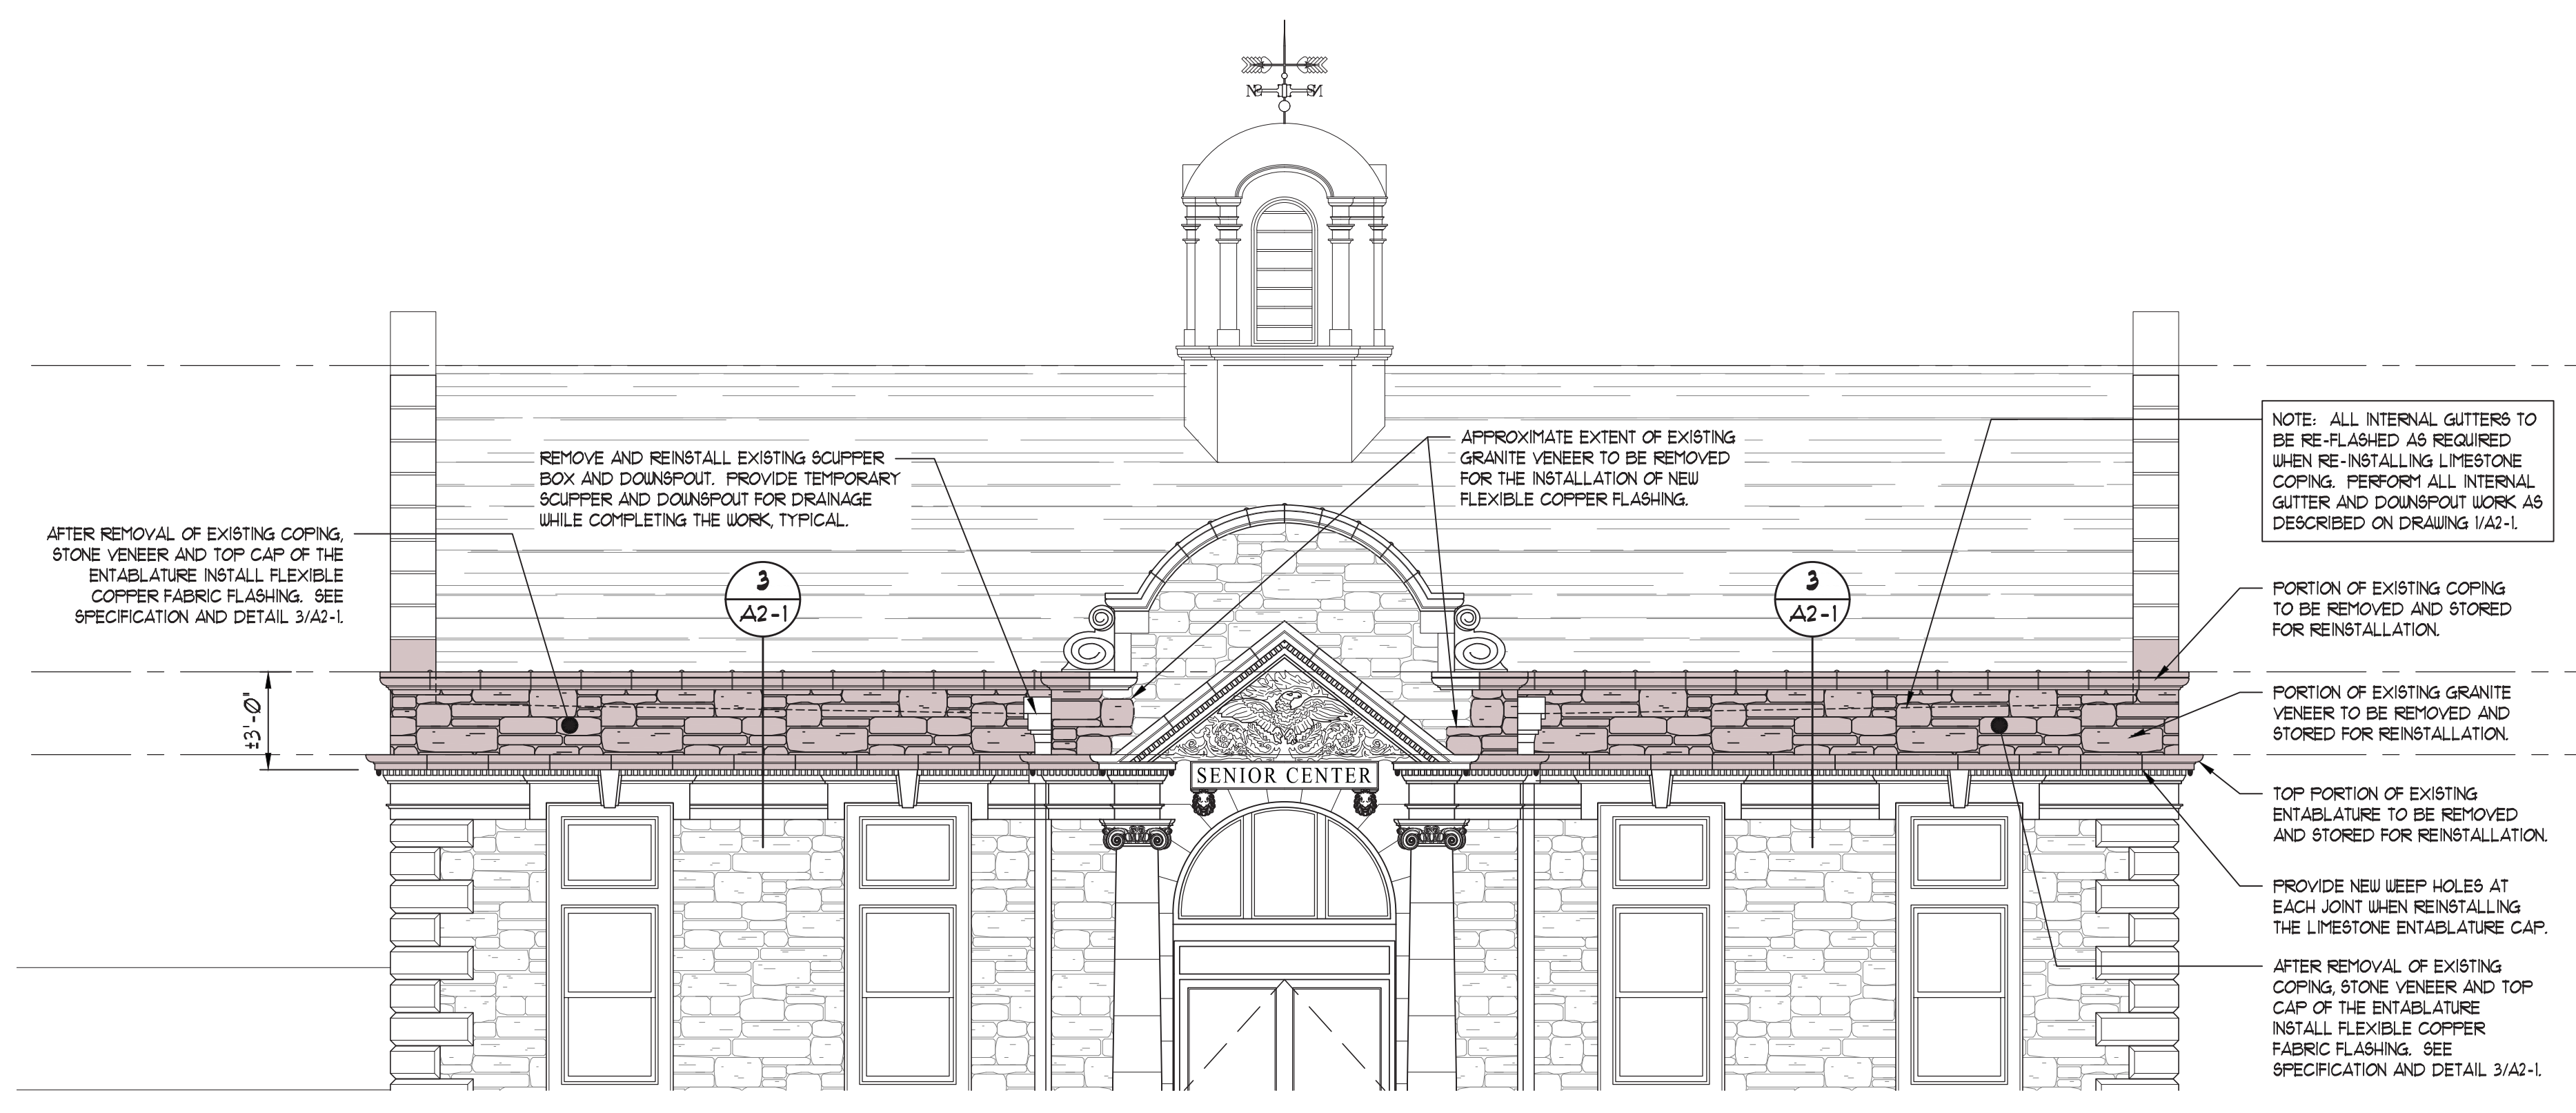 NS SN
NOTE: ALL INTERNAL GUTTERS TO
BE RE-FLASHED AS REQUIRED
WHEN RE-INSTALLING LIMESTONE
COPING. PERFORM ALL INTERNAL
GUTTER AND DOWNSPOUT WORK AS
DESCRIBED ON DRAWING 1/A2-1.
APPROXIMATE EXTENT OF EXISTING
GRANITE VENEER TO BE REMOVED
FOR THE INSTALLATION OF NEW
FLEXIBLE COPPER FLASHING.
REMOVE AND REINSTALL EXISTING SCUPPER
BOX AND DOWNSPOUT. PROVIDE TEMPORARY
SCUPPER AND DOWNSPOUT FOR DRAINAGE
WHILE COMPLETING THE WORK, TYPICAL.
AFTER REMOVAL OF EXISTING COPING,
STONE VENEER AND TOP CAP OF THE
ENTABLATURE INSTALL FLEXIBLE
COPPER FABRIC FLASHING. SEE
SPECIFICATION AND DETAIL 3/A2-1.
3
A2-1
3
A2-1
PORTION OF EXISTING COPING
TO BE REMOVED AND STORED
FOR REINSTALLATION.
±3'-0"
PORTION OF EXISTING GRANITE
VENEER TO BE REMOVED AND
STORED FOR REINSTALLATION.
SENIOR CENTER
TOP PORTION OF EXISTING
ENTABLATURE TO BE REMOVED
AND STORED FOR REINSTALLATION.
PROVIDE NEW WEEP HOLES AT
EACH JOINT WHEN REINSTALLING
THE LIMESTONE ENTABLATURE CAP.
AFTER REMOVAL OF EXISTING
COPING, STONE VENEER AND TOP
CAP OF THE ENTABLATURE
INSTALL FLEXIBLE COPPER
FABRIC FLASHING. SEE
SPECIFICATION AND DETAIL 3/A2-1.